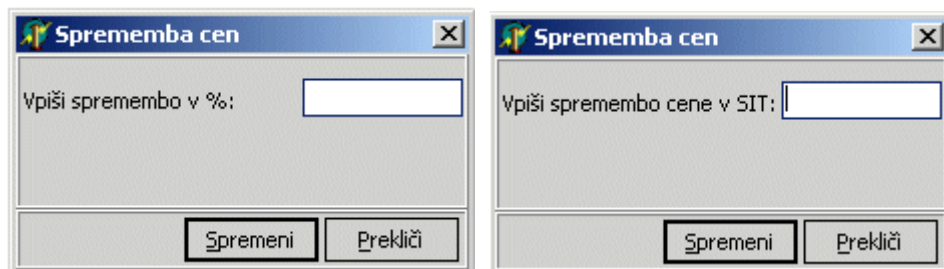 Sprememba cen
Vpiši spremembo v %:
Spremeni
Prekliči
Sprememba cen
Vpiši spremembo cene v SIT:
Spremeni
Prekliči